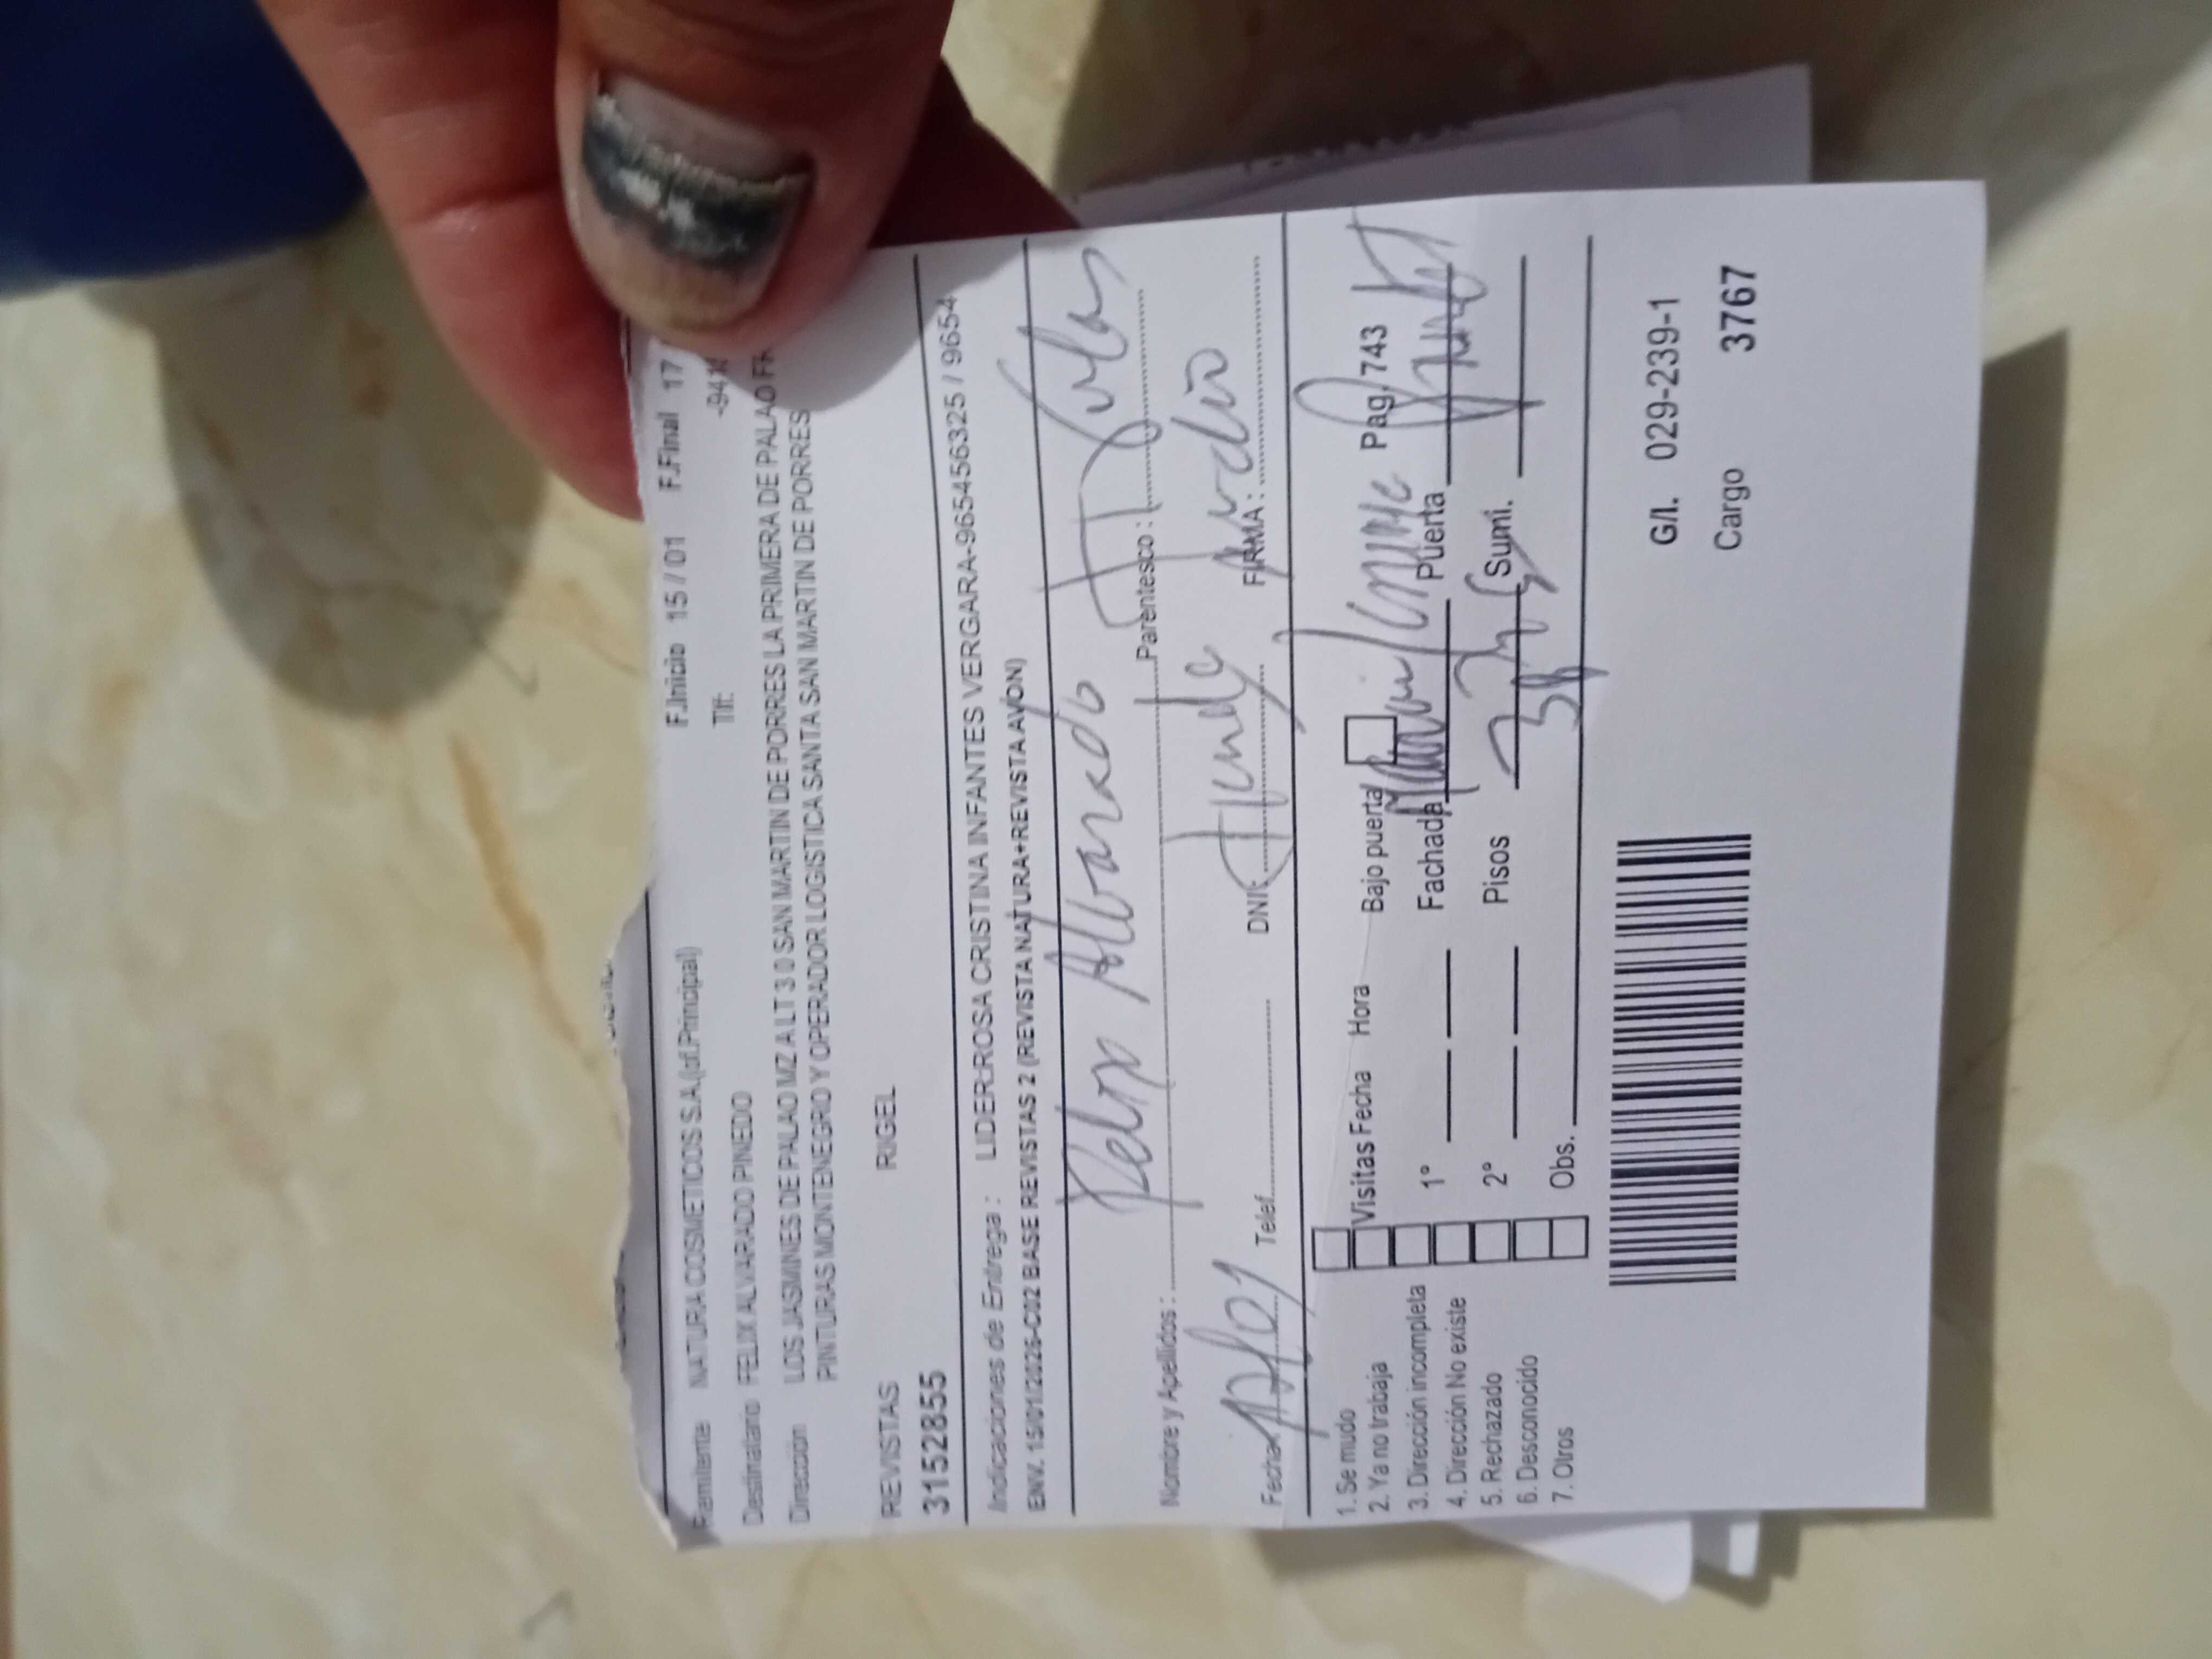 Remitente NATURA COSMETICOS S.A.(of.Principal) F.Inicio 15 / 01 F.Final 17
Destinatario FELIX ALVARADO PINEDO Tlf:
Dirección LOS JASMINES DE PALAO MZ A LT 3 0 SAN MARTIN DE PORRES LA PRIMERA DE PALAO FR
PINTURAS MONTENEGRO Y OPERADOR LOGISTICA SANTA SAN MARTIN DE PORRES
REVISTAS RIGEL
3152855
Indicaciones de Entrega : LIDER:ROSA CRISTINA INFANTES VERGARA-965456325 / 9654
ENV. 15/01/2026-C02 BASE REVISTAS 2 (REVISTA NATURA+REVISTA AVON)
Felix Albarado
Nombre y Apellidos : Parentesco :
Tienda
Fecha Telef. DNI: FIRMA :
1. Se mudo
2. Ya no trabaja
3. Dirección incompleta
4. Dirección No existe
5. Rechazado
6. Desconocido
7. Otros
Visitas Fecha Hora Bajo puerta Pag. 743
1° Fachada Puerta
2° Pisos Sumi.
Obs.
G/I. 029-239-1
Cargo 3767